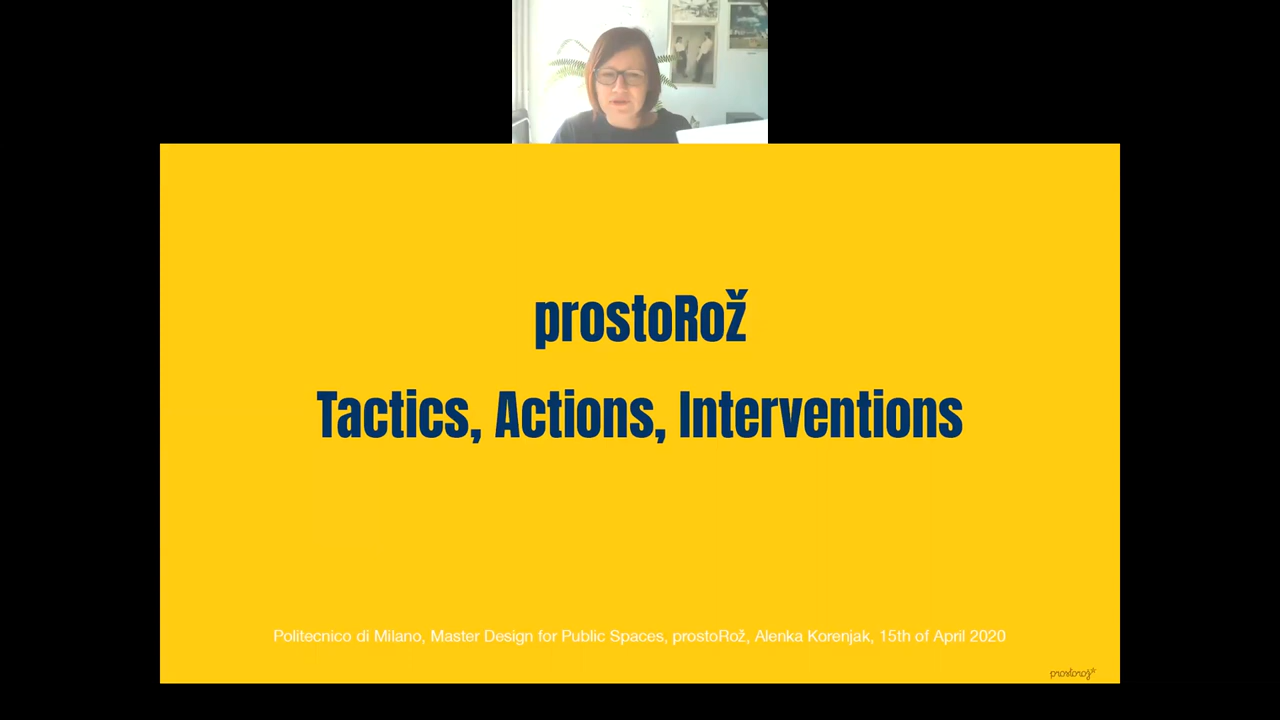 prostoRož
Tactics, Actions, Interventions
Politecnico di Milano, Master Design for Public Spaces, prostoRož, Alenka Korenjak, 15th of April 2020
prostorož*